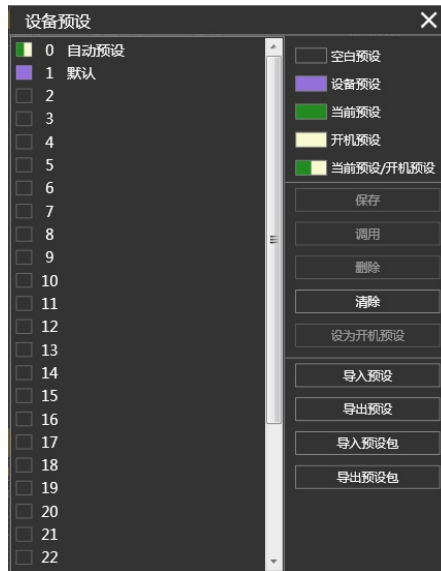 设备预设
0 自动预设
1 默认
2
3
4
5
6
7
8
9
10
11
12
13
14
15
16
17
18
19
20
21
22
空白预设
设备预设
当前预设
开机预设
当前预设/开机预设
保存
调用
删除
清除
设为开机预设
导入预设
导出预设
导入预设包
导出预设包